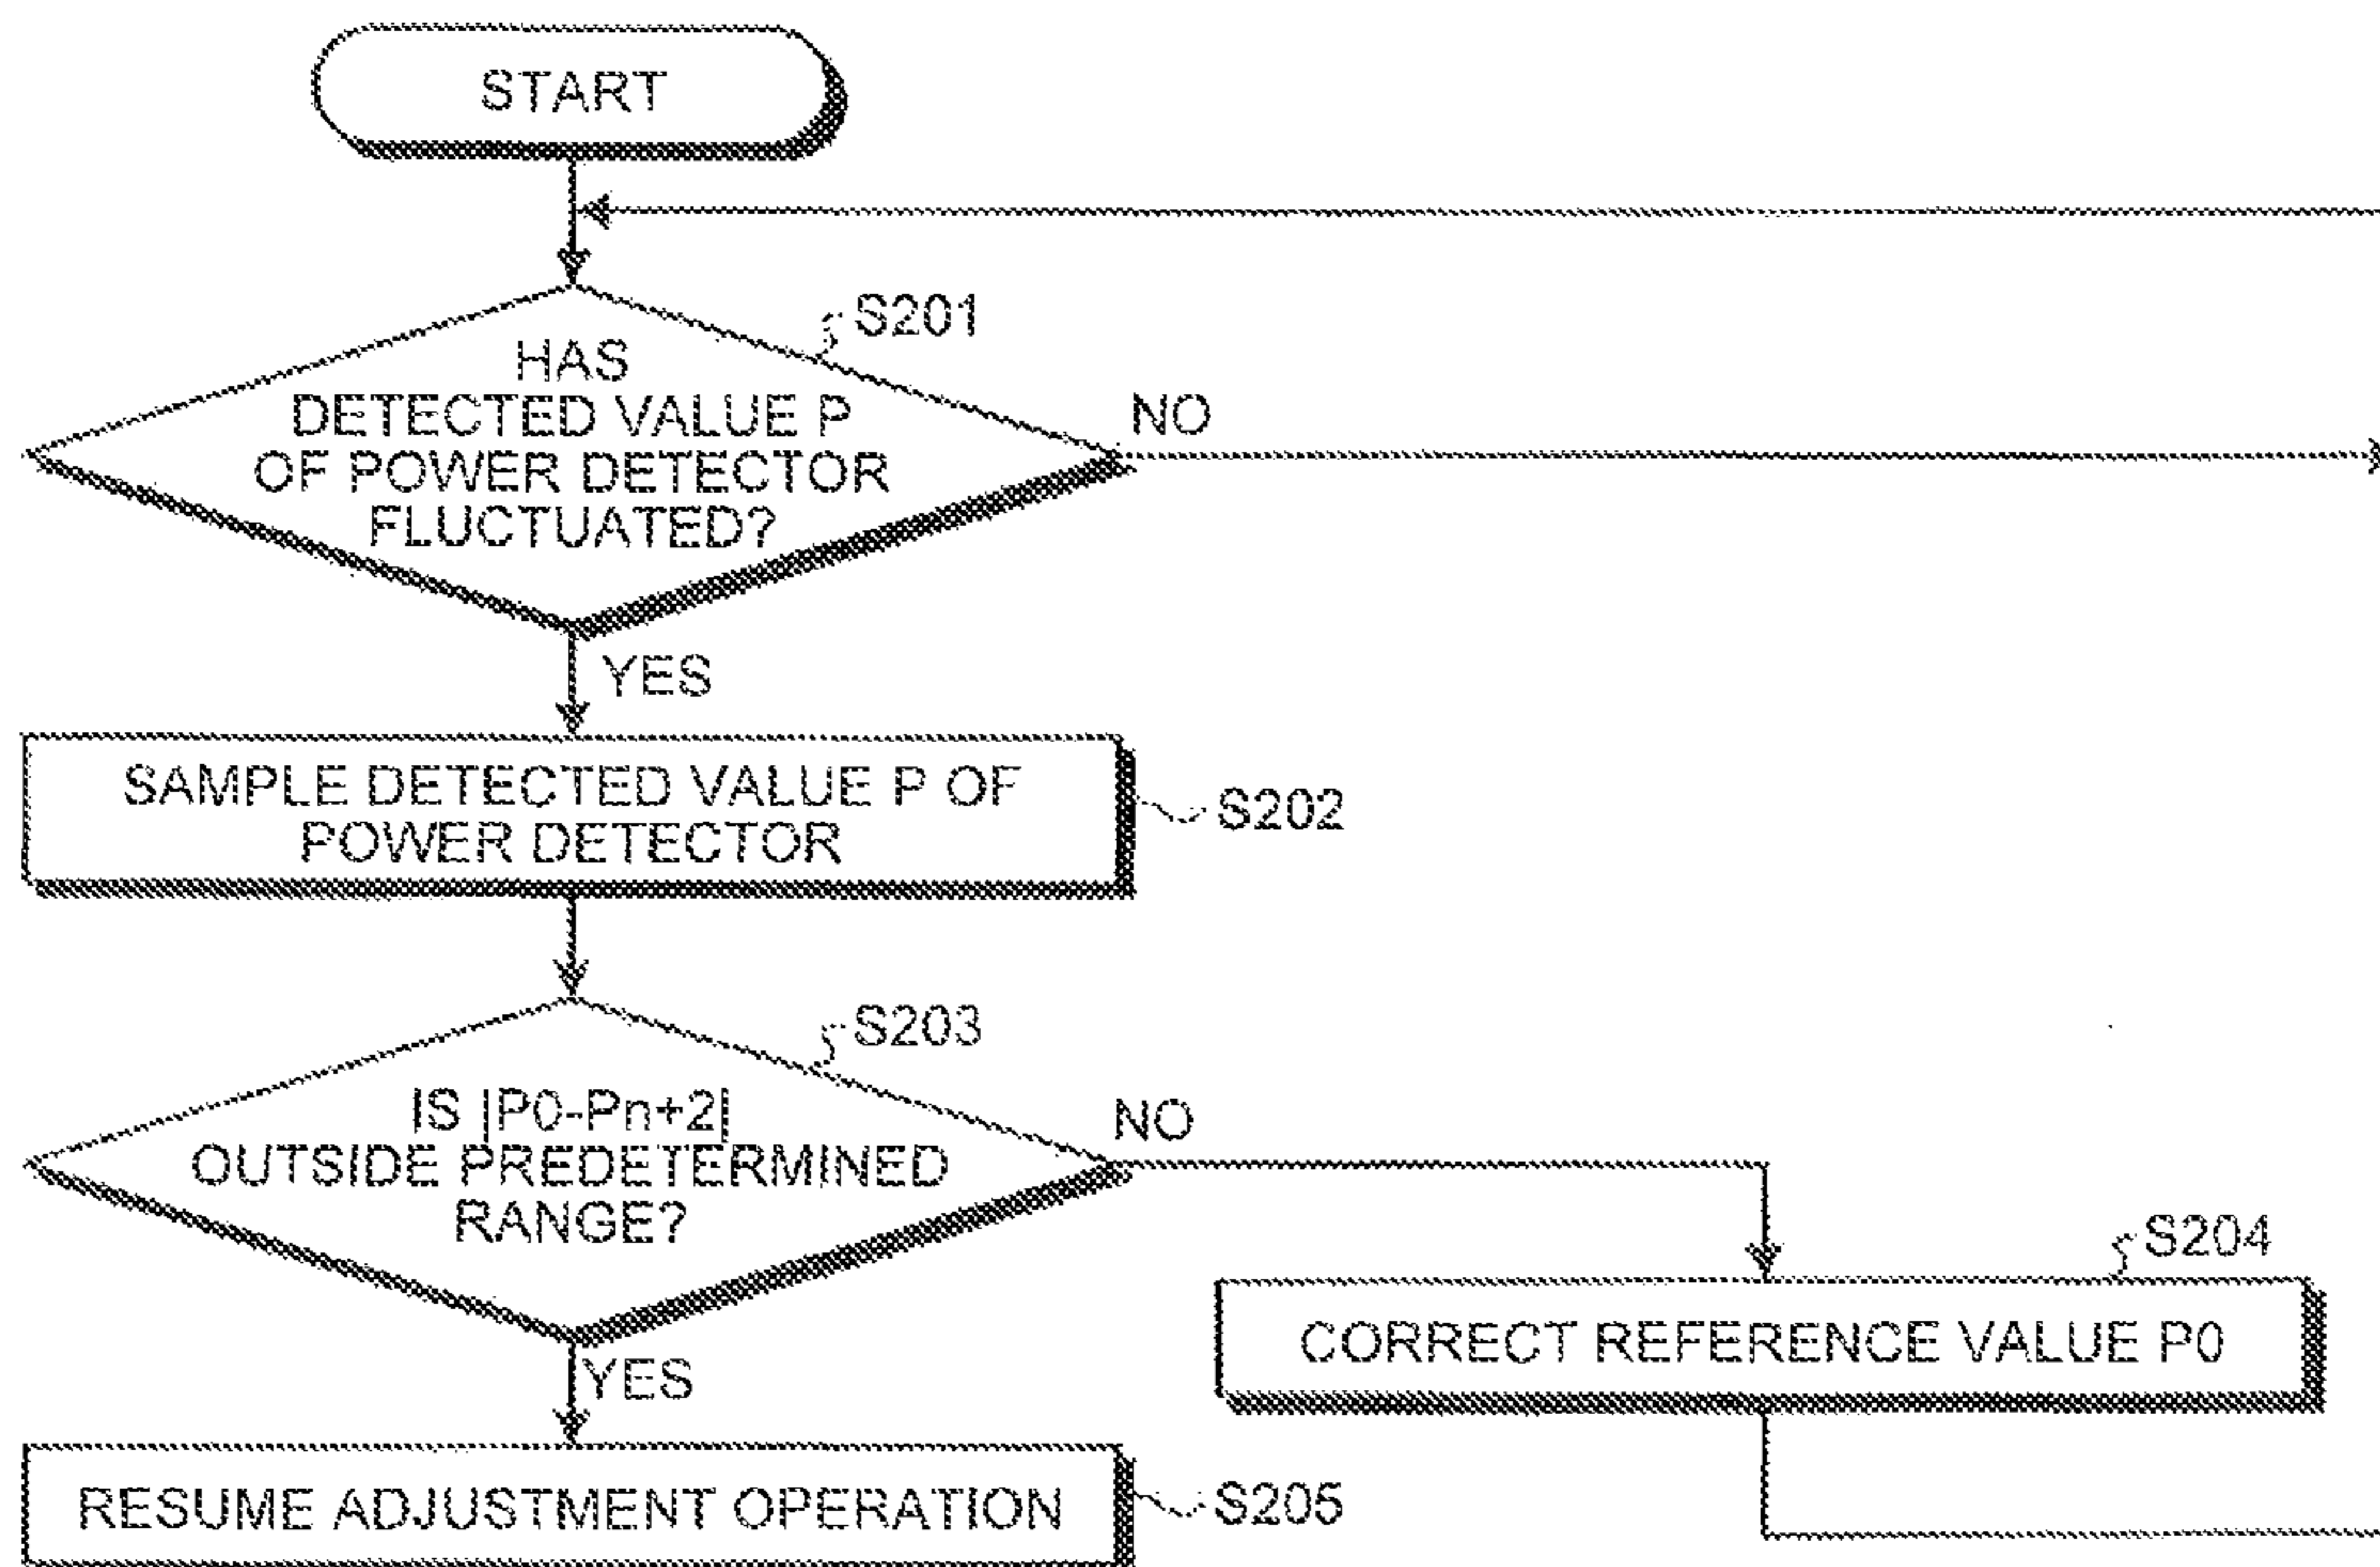 START
S201
HAS
DETECTED VALUE P
OF POWER DETECTOR
FLUCTUATED?
NO
YES
SAMPLE DETECTED VALUE P OF
POWER DETECTOR
S202
S203
IS |P0-Pn+2|
OUTSIDE PREDETERMINED
RANGE?
NO
S204
CORRECT REFERENCE VALUE P0
YES
RESUME ADJUSTMENT OPERATION
S205